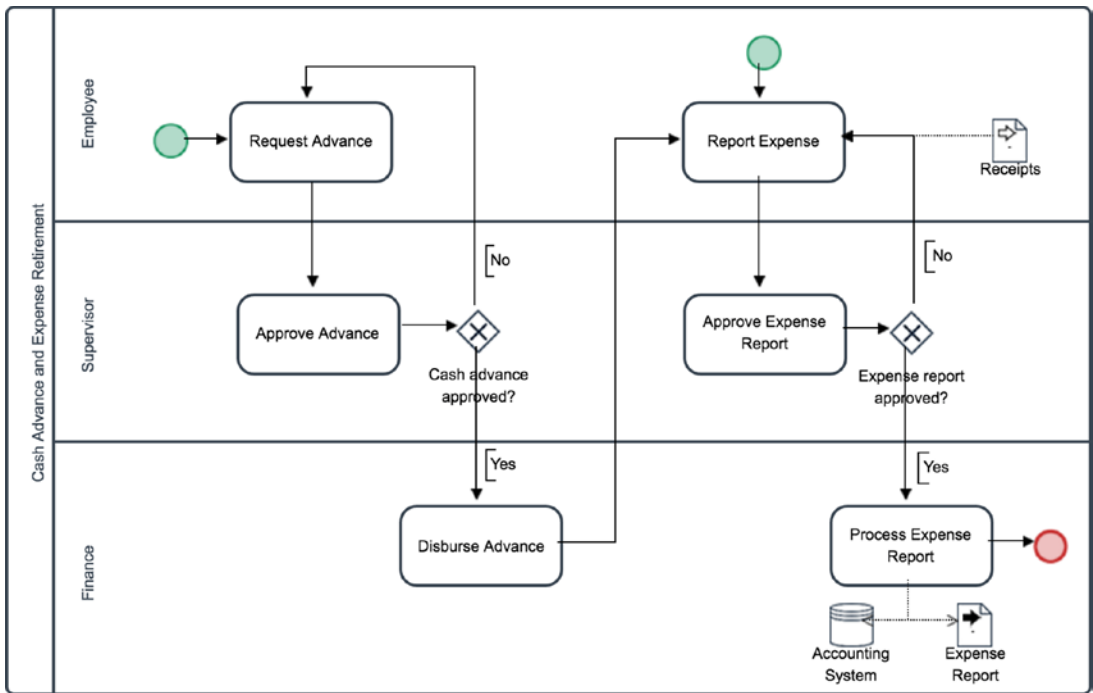 Cash Advance and Expense Retirement
Employee
Request Advance
Report Expense
Receipts
Supervisor
No
No
Approve Advance
Approve Expense
Report
Cash advance
approved?
Expense report
approved?
Finance
Yes
Yes
Disburse Advance
Process Expense
Report
Accounting
System
Expense
Report